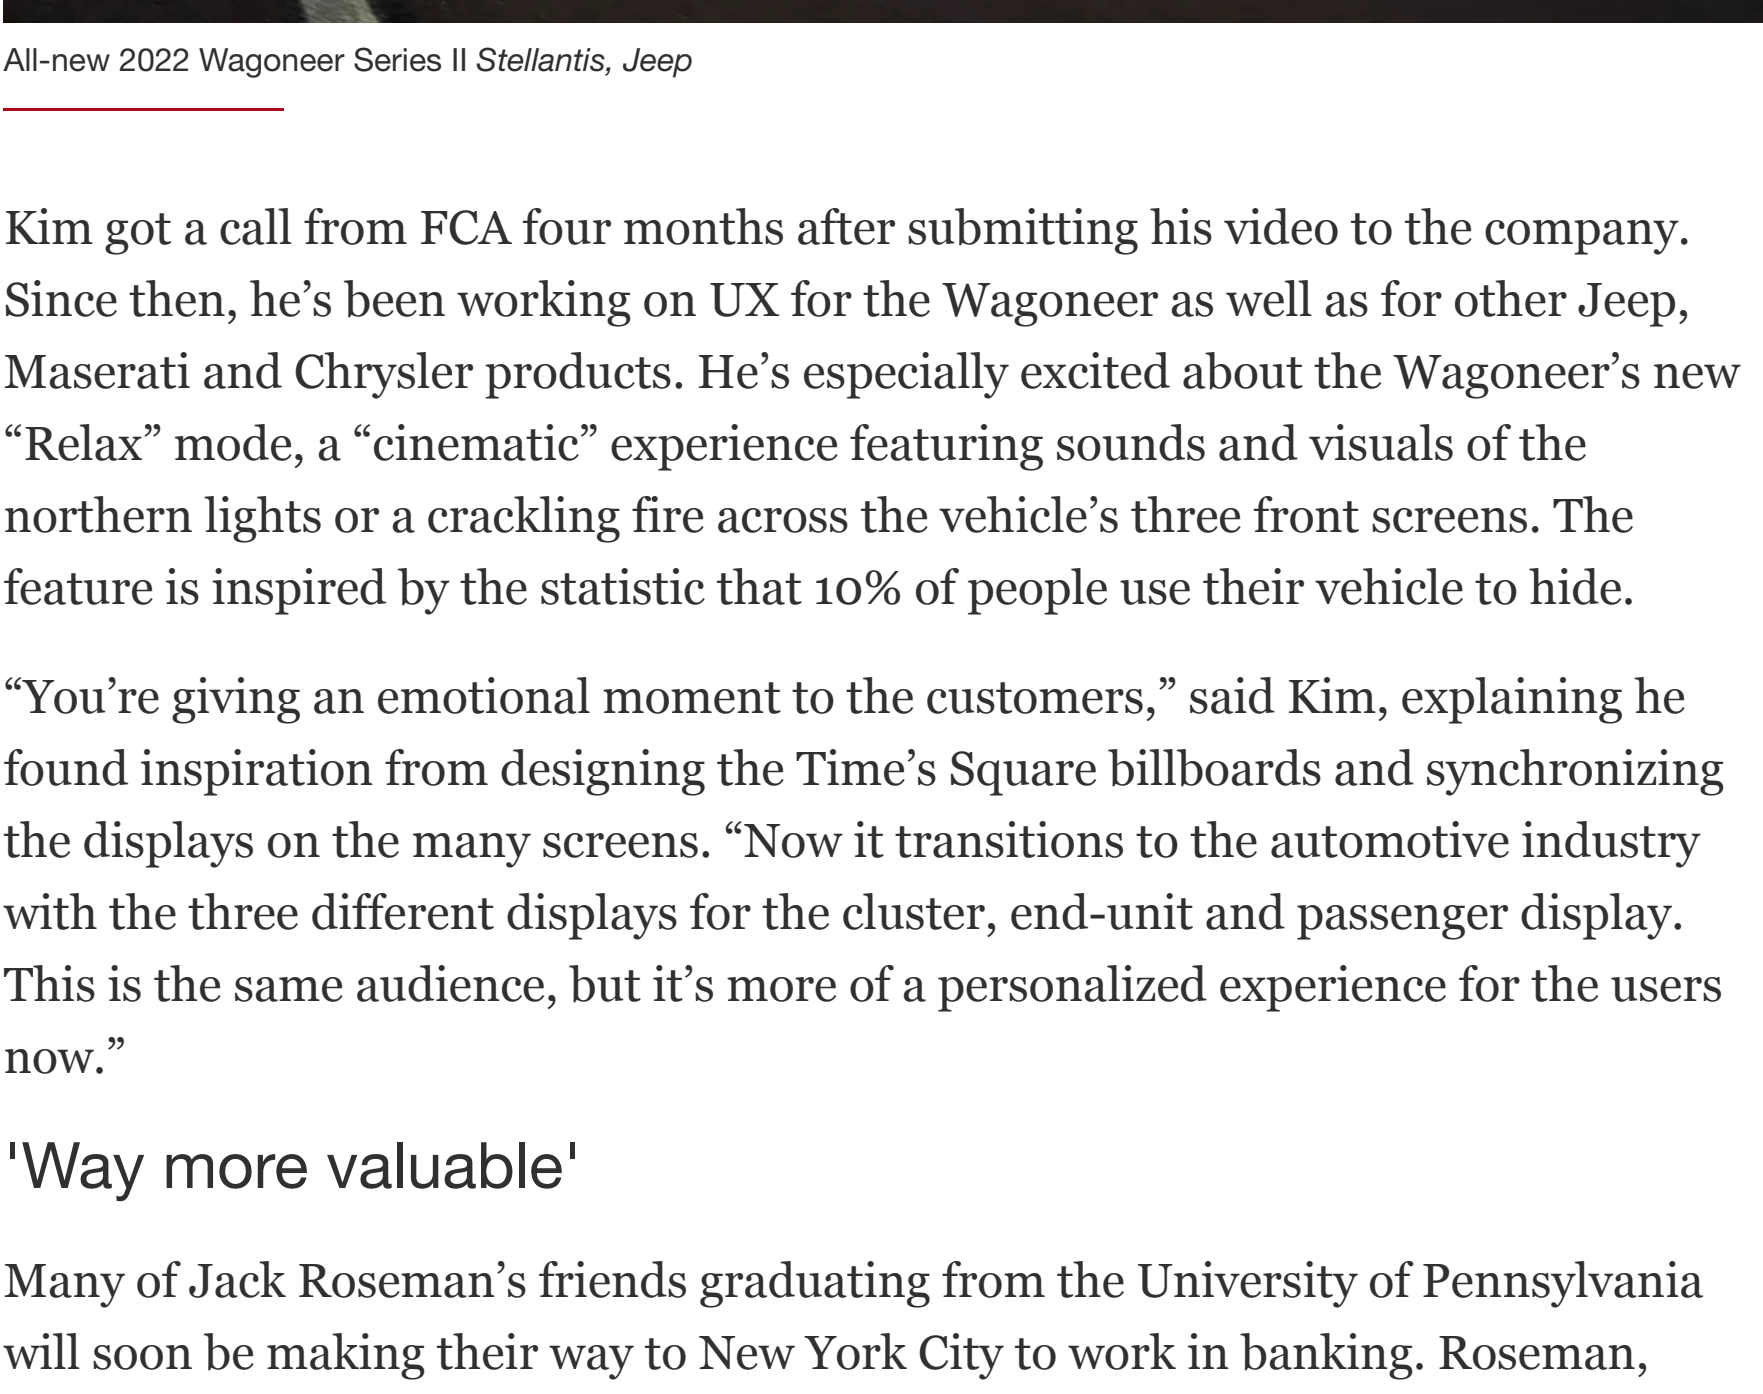 All-new 2022 Wagoneer Series II Stellantis, Jeep
Kim got a call from FCA four months after submitting his video to the company.
Since then, he’s been working on UX for the Wagoneer as well as for other Jeep,
Maserati and Chrysler products. He’s especially excited about the Wagoneer’s new
“Relax” mode, a “cinematic” experience featuring sounds and visuals of the
northern lights or a crackling fire across the vehicle’s three front screens. The
feature is inspired by the statistic that 10% of people use their vehicle to hide.
“You’re giving an emotional moment to the customers,” said Kim, explaining he
found inspiration from designing the Time’s Square billboards and synchronizing
the displays on the many screens. “Now it transitions to the automotive industry
with the three different displays for the cluster, end-unit and passenger display.
This is the same audience, but it’s more of a personalized experience for the users
now.”
'Way more valuable'
Many of Jack Roseman’s friends graduating from the University of Pennsylvania
will soon be making their way to New York City to work in banking. Roseman,